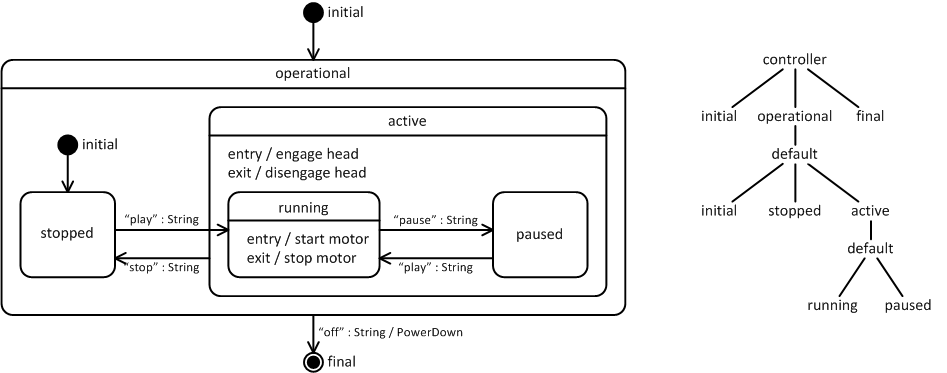 initial
operational
initial
active
entry / engage head
exit / disengage head
stopped
“play” : String
“stop” : String
running
entry / start motor
exit / stop motor
“pause” : String
“play” : String
paused
“off” : String / PowerDown
final
controller
initial operational final
default
initial stopped active
default
running paused